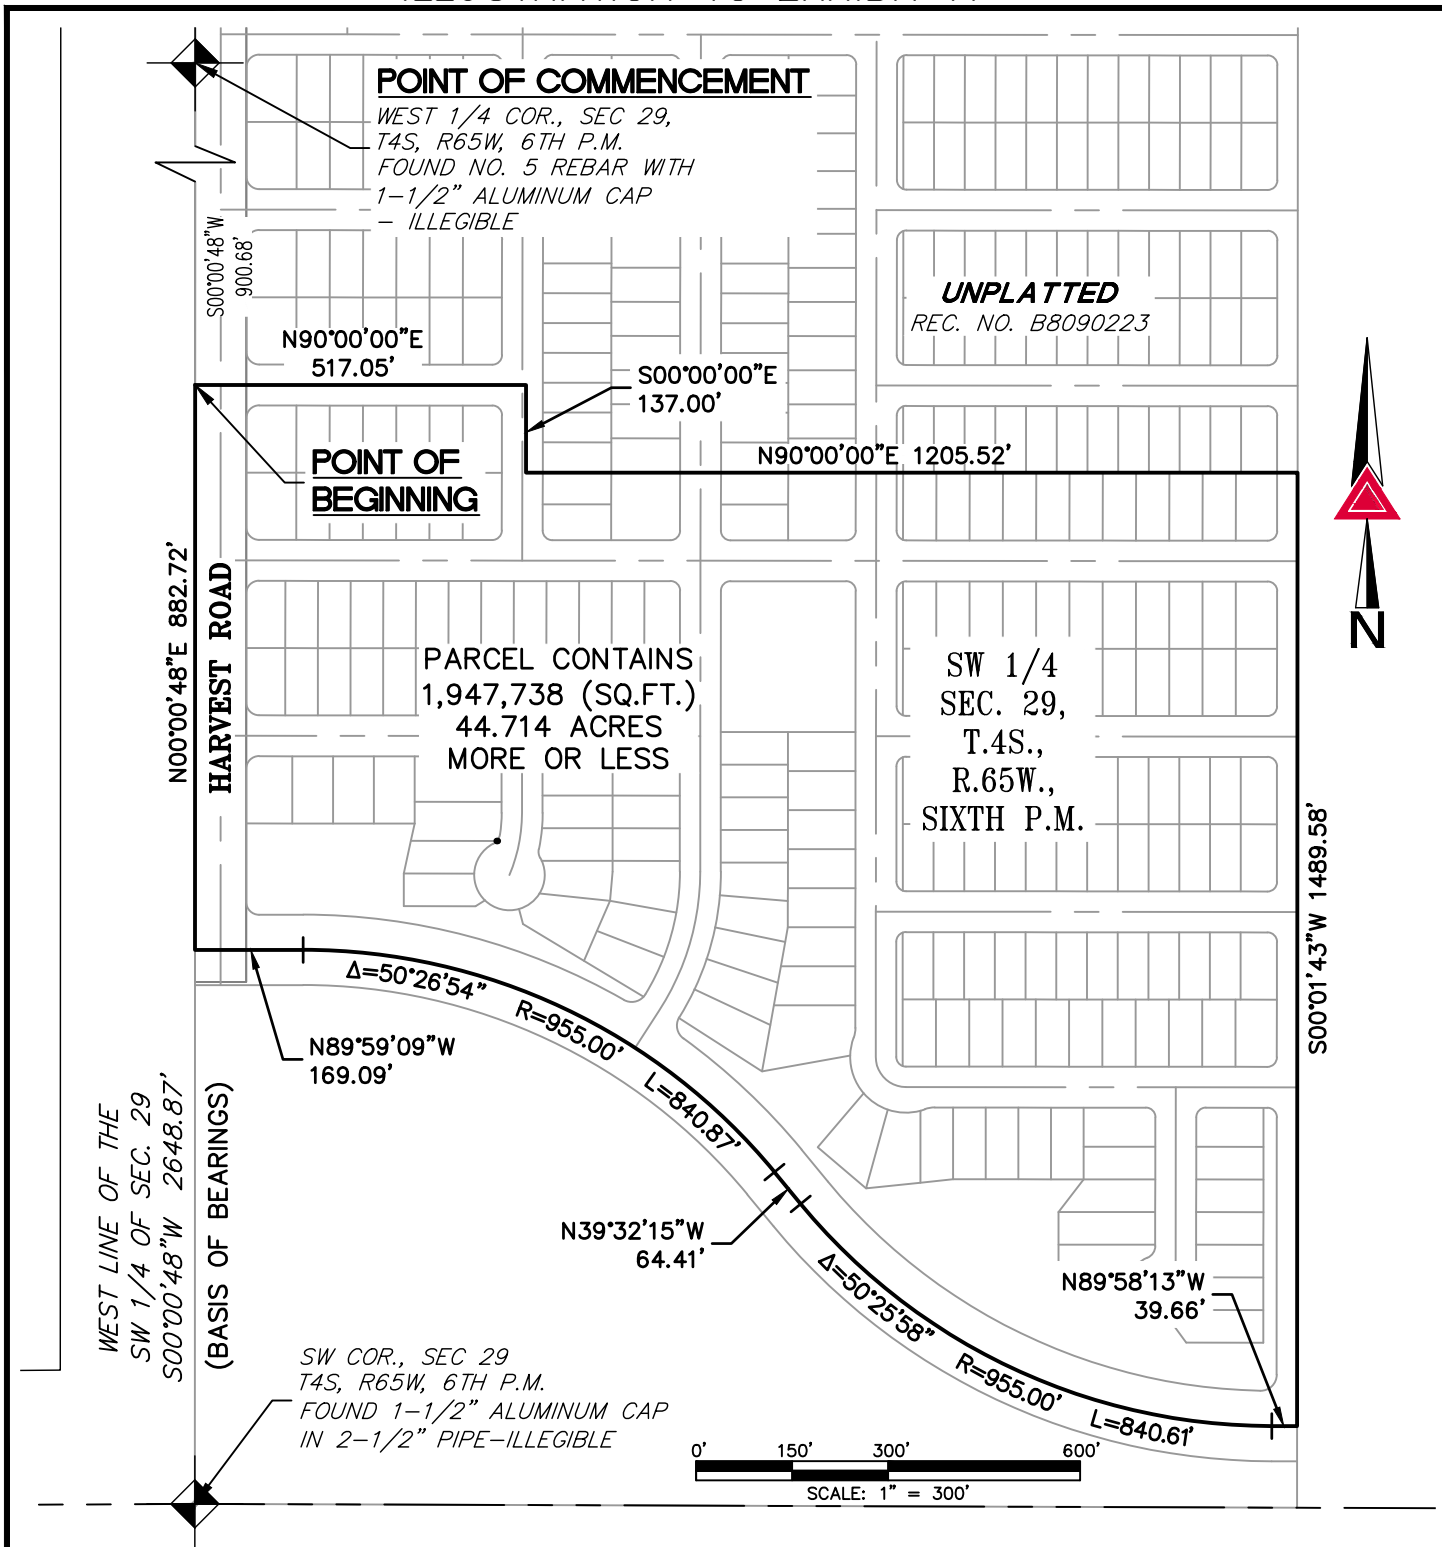 POINT OF COMMENCEMENT
WEST 1/4 COR., SEC 29,
T4S, R65W, 6TH P.M.
FOUND NO. 5 REBAR WITH
1-1/2" ALUMINUM CAP
- ILLEGIBLE
S00°00'48"W
900.68'
UNPLATTED
REC. NO. B8090223
N90°00'00"E
517.05'
S00°00'00"E
137.00'
N90°00'00"E 1205.52'
POINT OF
BEGINNING
N00°00'48"E 882.72'
HARVEST ROAD
PARCEL CONTAINS
1,947,738 (SQ.FT.)
44.714 ACRES
MORE OR LESS
SW 1/4
SEC. 29,
T.4S.,
R.65W.,
SIXTH P.M.
S00°01'43"W 1489.58'
N
Δ=50°26'54" R=955.00' L=840.87'
N89°59'09"W
169.09'
WEST LINE OF THE
SW 1/4 OF SEC. 29
S00°00'48"W 2648.87'
(BASIS OF BEARINGS)
N39°32'15"W
64.41'
Δ=50°25'58" R=955.00' L=840.61'
N89°58'13"W
39.66'
SW COR., SEC 29
T4S, R65W, 6TH P.M.
FOUND 1-1/2" ALUMINUM CAP
IN 2-1/2" PIPE-ILLEGIBLE
0' 150' 300' 600'
SCALE: 1" = 300'